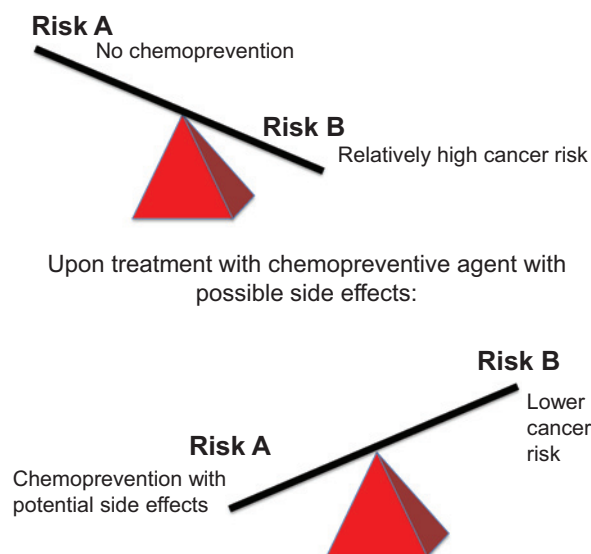 Risk A
No chemoprevention
Risk B
Relatively high cancer risk
Upon treatment with chemopreventive agent with
possible side effects:
Risk B
Lower
cancer
risk
Risk A
Chemoprevention with
potential side effects